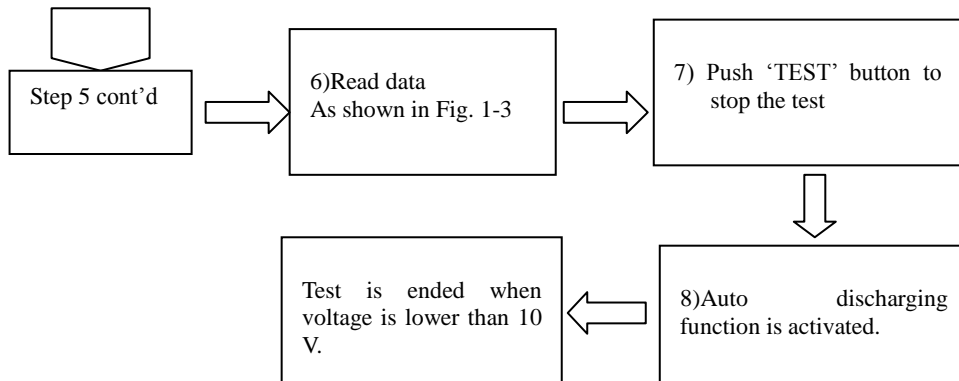 Step 5 cont’d
6)Read data
As shown in Fig. 1-3
7) Push ‘TEST’ button to
stop the test
8)Auto discharging
function is activated.
Test is ended when
voltage is lower than 10
V.